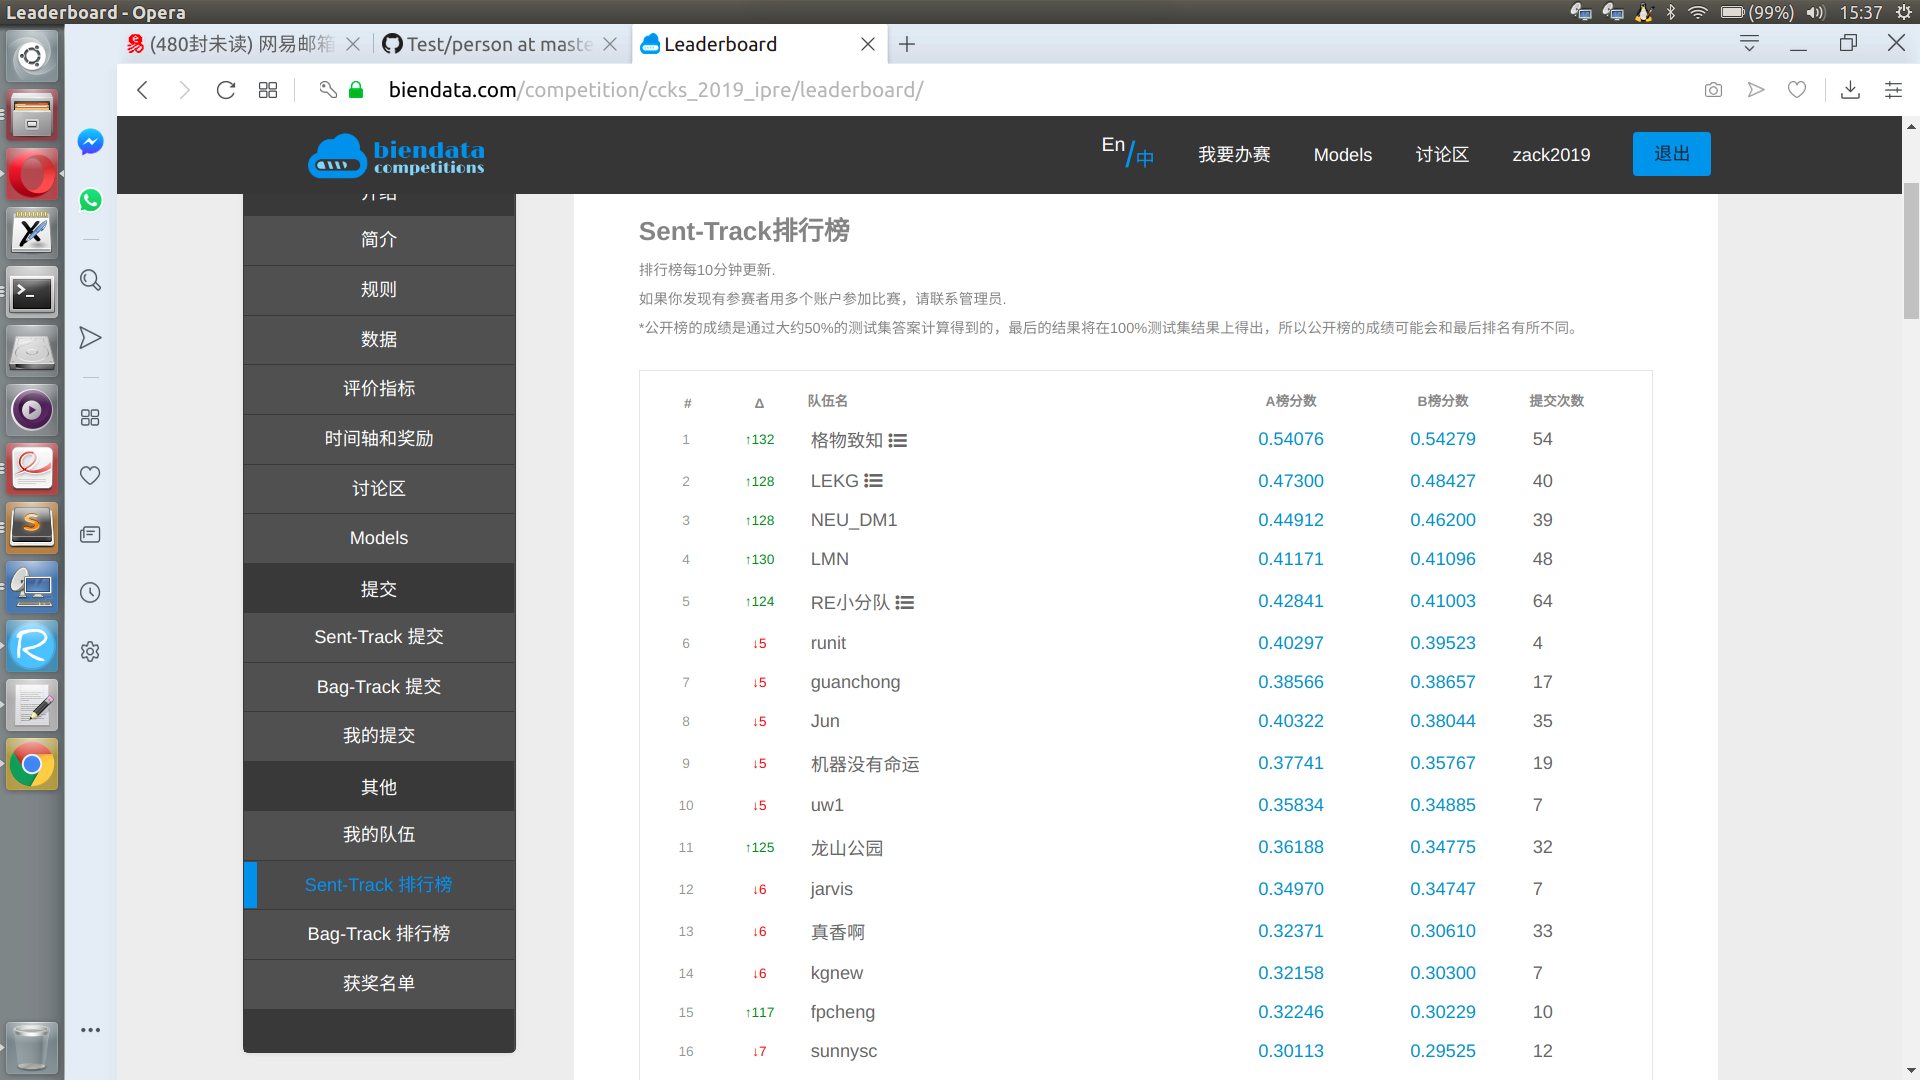 Leaderboard - Opera
(99%) 15:37
(480封未读) 网易邮箱
Test/person at maste
Leaderboard
biendata.com/competition/ccks_2019_ipre/leaderboard/
biendata
competitions
En/中
我要办赛
Models
讨论区
zack2019
退出
介绍
简介
规则
数据
评价指标
时间轴和奖励
讨论区
Models
提交
Sent-Track 提交
Bag-Track 提交
我的提交
其他
我的队伍
Sent-Track 排行榜
Bag-Track 排行榜
获奖名单
Sent-Track排行榜
排行榜每10分钟更新.
如果你发现有参赛者用多个账户参加比赛，请联系管理员.
*公开榜的成绩是通过大约50%的测试集答案计算得到的，最后的结果将在100%测试集结果上得出，所以公开榜的成绩可能会和最后排名有所不同。
# Δ 队伍名 A榜分数 B榜分数 提交次数
1 ↑132 格物致知 0.54076 0.54279 54
2 ↑128 LEKG 0.47300 0.48427 40
3 ↑128 NEU_DM1 0.44912 0.46200 39
4 ↑130 LMN 0.41171 0.41096 48
5 ↑124 RE小分队 0.42841 0.41003 64
6 ↓5 runit 0.40297 0.39523 4
7 ↓5 guanchong 0.38566 0.38657 17
8 ↓5 Jun 0.40322 0.38044 35
9 ↓5 机器没有命运 0.37741 0.35767 19
10 ↓5 uw1 0.35834 0.34885 7
11 ↑125 龙山公园 0.36188 0.34775 32
12 ↓6 jarvis 0.34970 0.34747 7
13 ↓6 真香啊 0.32371 0.30610 33
14 ↓6 kgnew 0.32158 0.30300 7
15 ↑117 fpcheng 0.32246 0.30229 10
16 ↓7 sunnysc 0.30113 0.29525 12